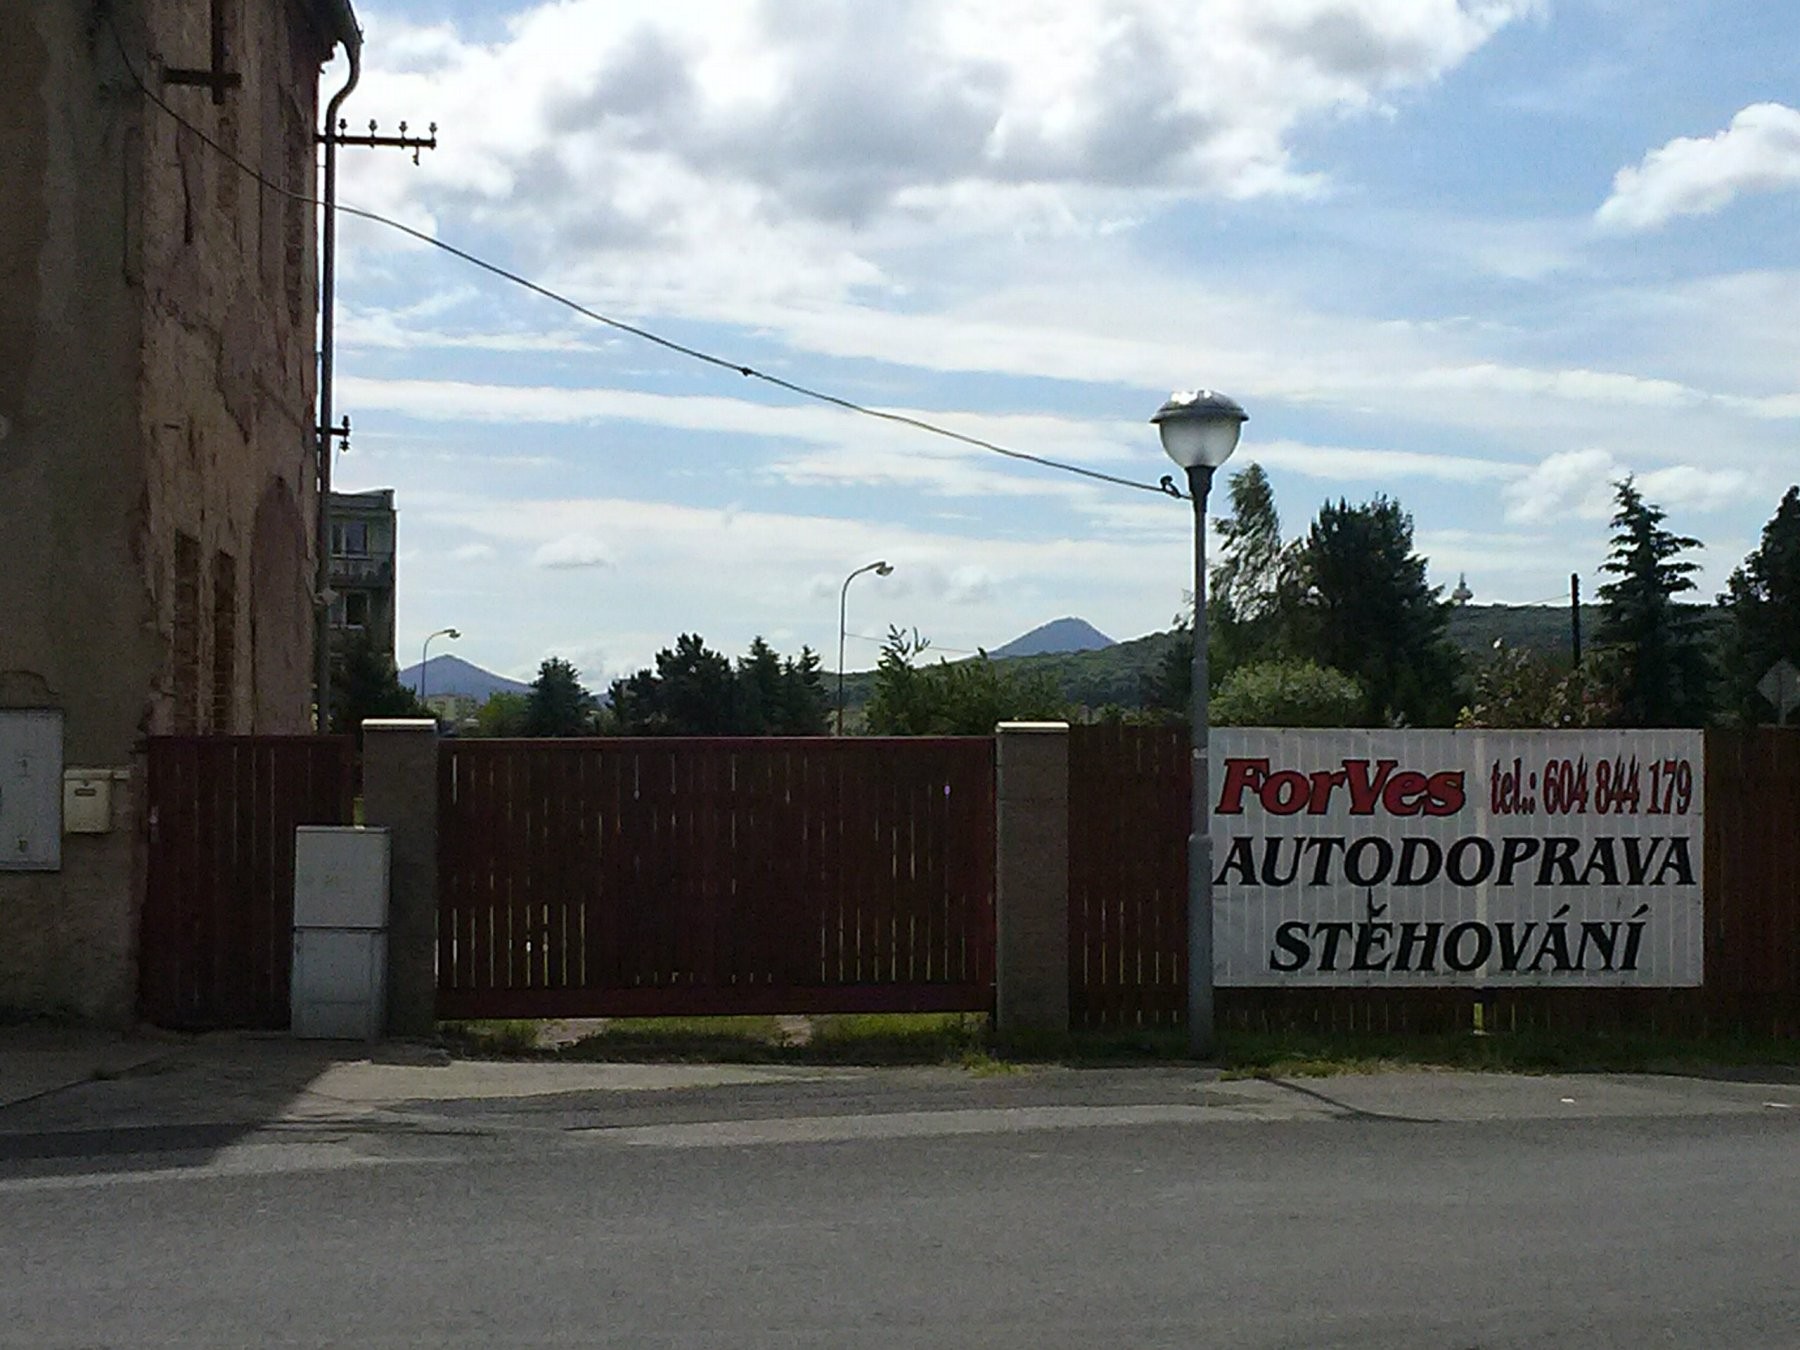 ForVes tel.: 604 844 179
AUTODOPRAVA
STĚHOVÁNÍ